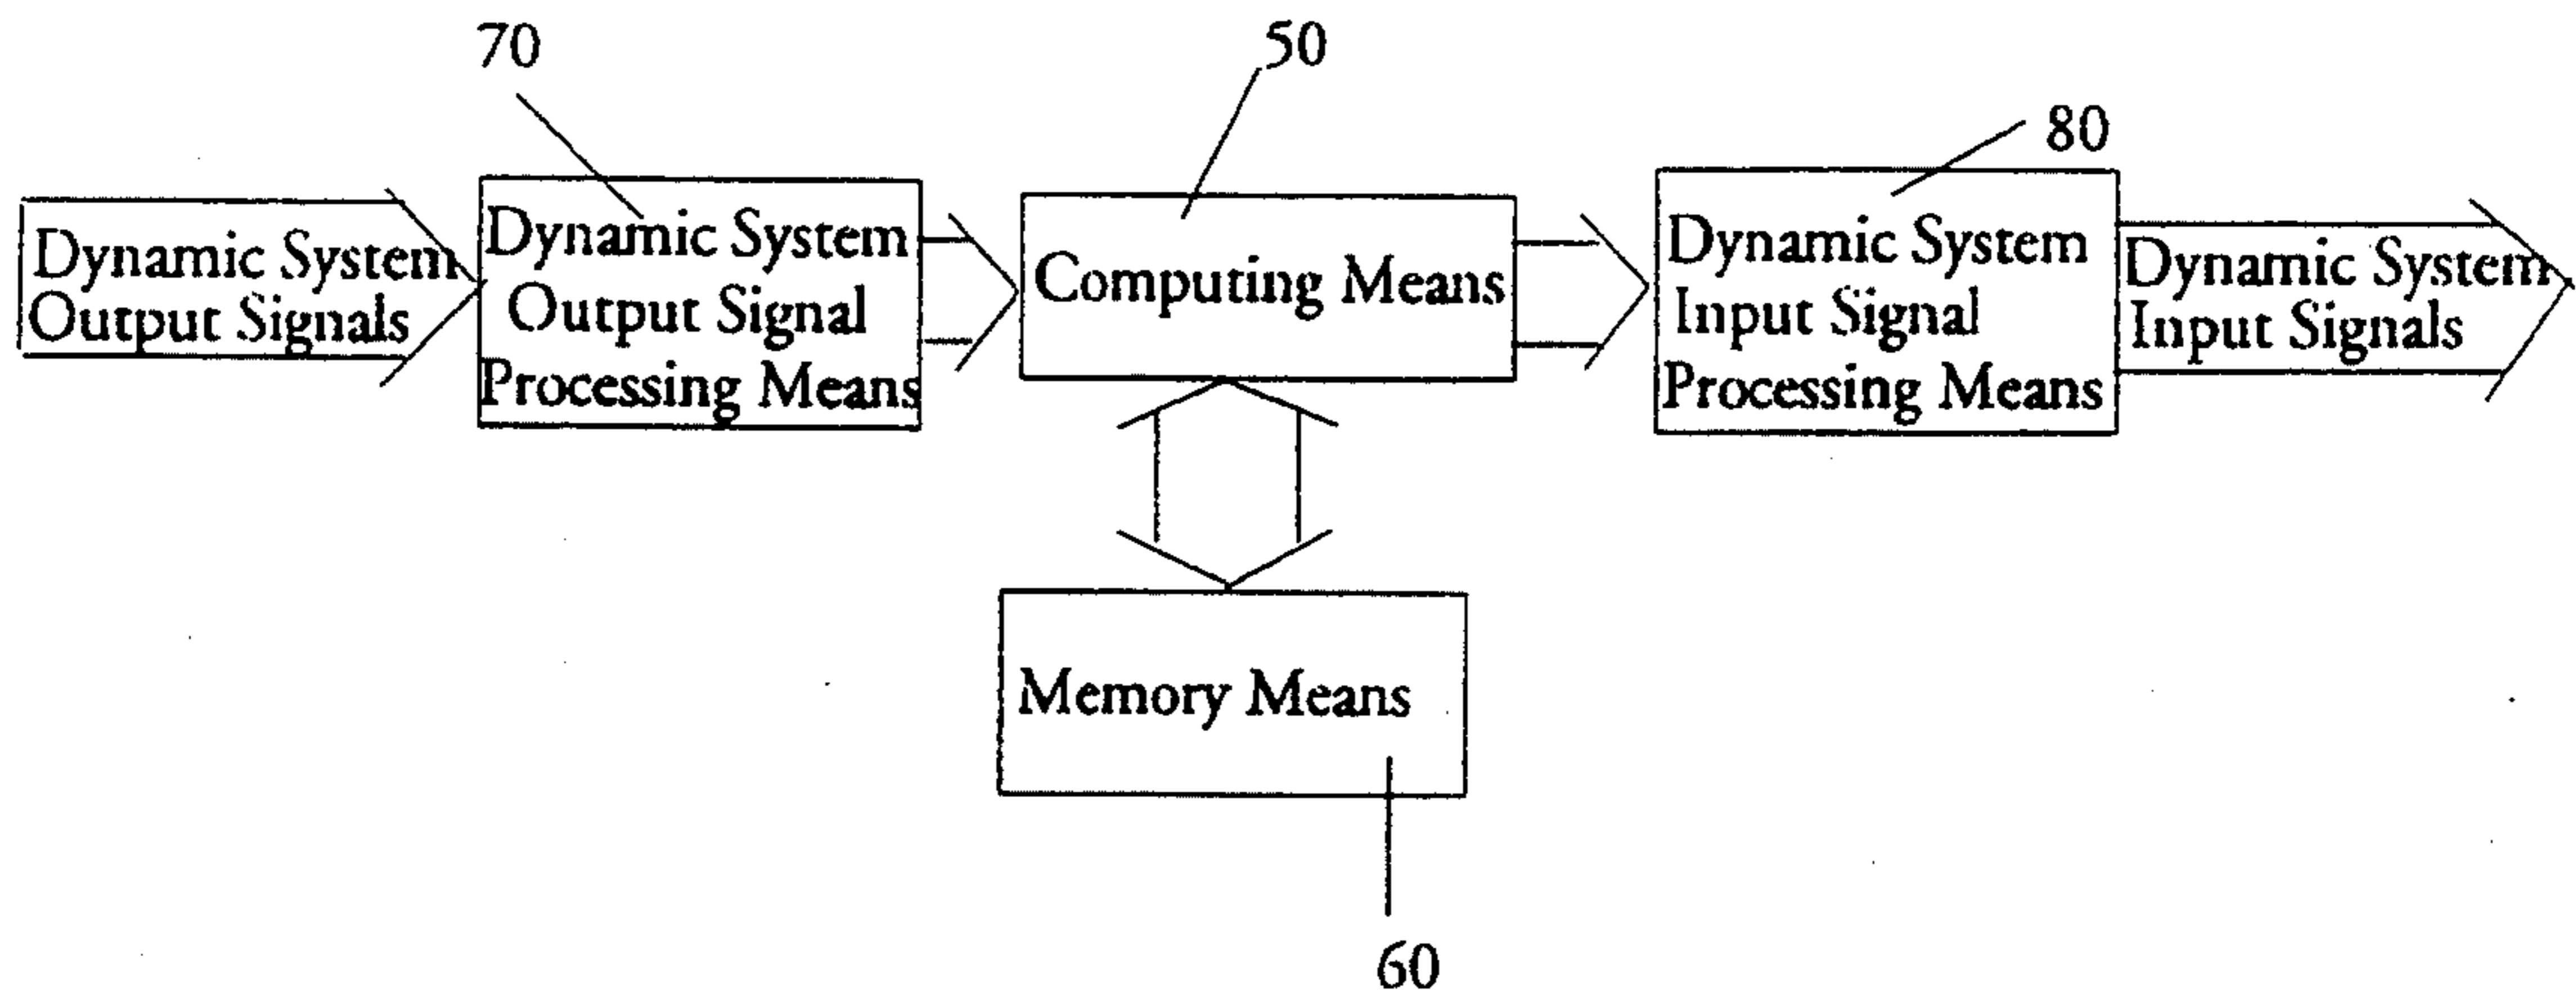 70
50
80
Dynamic System
Output Signals
Dynamic System
Output Signal
Processing Means
Computing Means
Dynamic System
Input Signal
Processing Means
Dynamic System
Input Signals
Memory Means
60